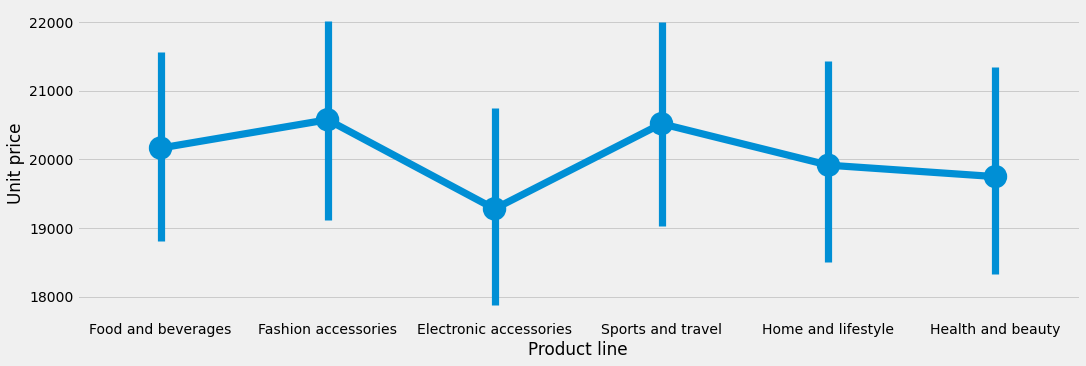 22000
21000
20000
19000
18000
Unit price
Food and beverages Fashion accessories Electronic accessories Sports and travel Home and lifestyle Health and beauty
Product line